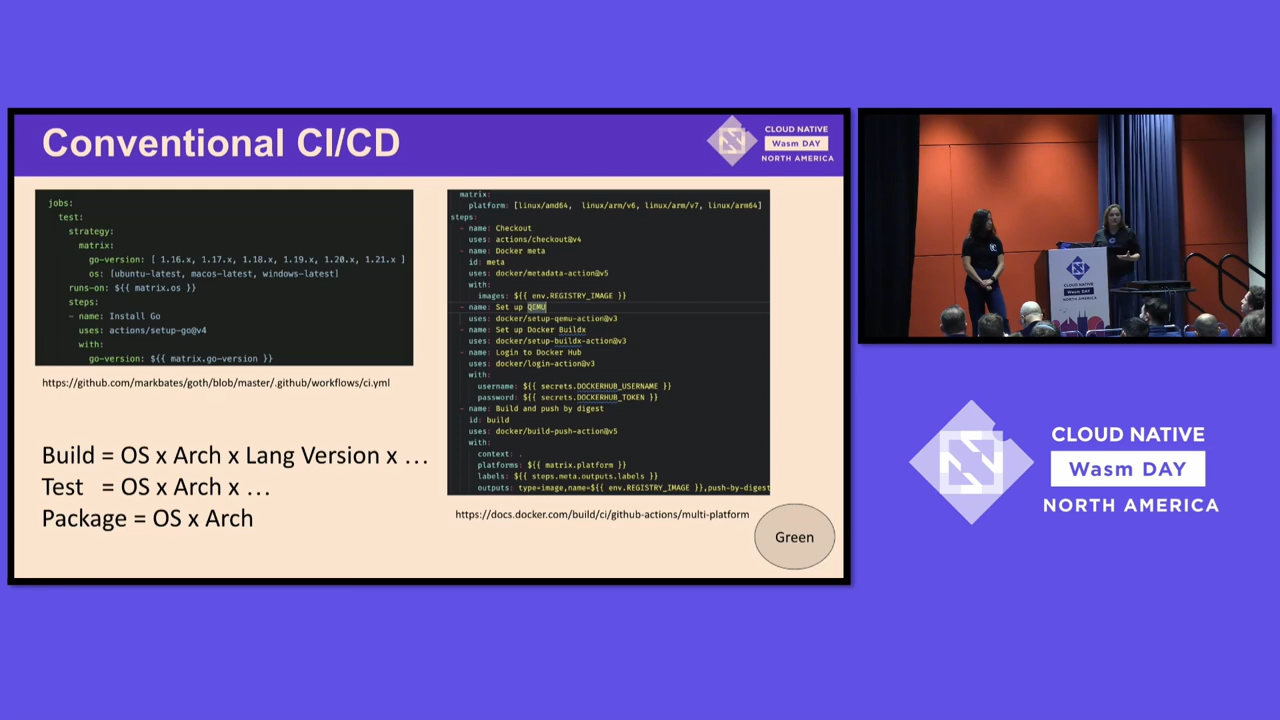 Conventional CI/CD
CLOUD NATIVE
Wasm DAY
NORTH AMERICA
jobs:
test:
strategy:
matrix:
go-version: [ 1.16.x, 1.17.x, 1.18.x, 1.19.x, 1.20.x, 1.21.x ]
os: [ubuntu-latest, macos-latest, windows-latest]
runs-on: ${{ matrix.os }}
steps:
- name: Install Go
uses: actions/setup-go@v4
with:
go-version: ${{ matrix.go-version }}
https://github.com/markbates/goth/blob/master/.github/workflows/ci.yml
Build = OS x Arch x Lang Version x …
Test = OS x Arch x …
Package = OS x Arch
matrix:
platform: [linux/amd64, linux/arm/v6, linux/arm/v7, linux/arm64]
steps:
- name: Checkout
uses: actions/checkout@v4
- name: Docker meta
id: meta
uses: docker/metadata-action@v5
with:
images: ${{ env.REGISTRY_IMAGE }}
- name: Set up QEMU
uses: docker/setup-qemu-action@v3
- name: Set up Docker Buildx
uses: docker/setup-buildx-action@v3
- name: Login to Docker Hub
uses: docker/login-action@v3
with:
username: ${{ secrets.DOCKERHUB_USERNAME }}
password: ${{ secrets.DOCKERHUB_TOKEN }}
- name: Build and push by digest
id: build
uses: docker/build-push-action@v5
with:
context: .
platforms: ${{ matrix.platform }}
labels: ${{ steps.meta.outputs.labels }}
outputs: type=image,name=${{ env.REGISTRY_IMAGE }},push-by-digest
https://docs.docker.com/build/ci/github-actions/multi-platform
Green
CLOUD NATIVE
Wasm DAY
NORTH AMERICA
CLOUD NATIVE
Wasm DAY
NORTH AMERICA